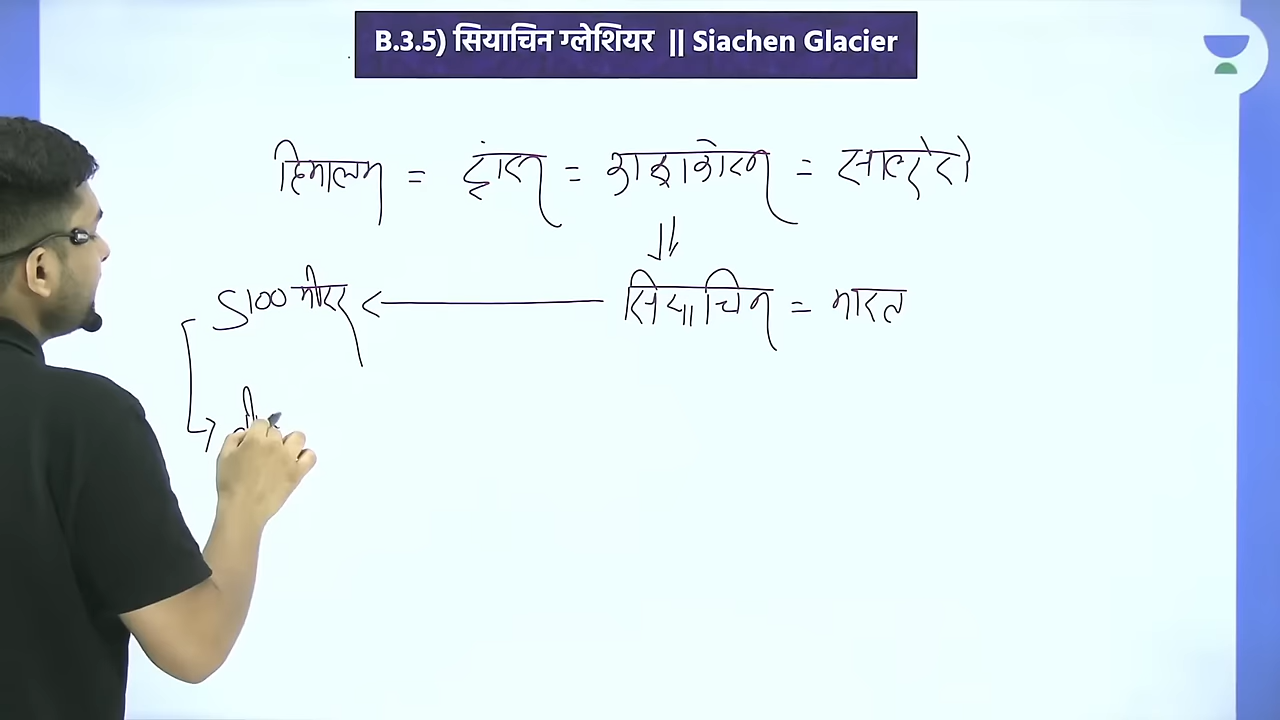 B.3.5) सियाचिन ग्लेशियर || Siachen Glacier
हिमालय = ट्रांस = काराकोरम = साल्टोरो
5100 मीटर ← सियाचिन = भारत